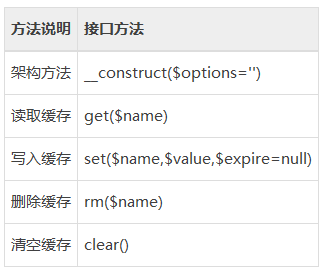 方法说明 接口方法
架构方法 __construct($options='')
读取缓存 get($name)
写入缓存 set($name,$value,$expire=null)
删除缓存 rm($name)
清空缓存 clear()